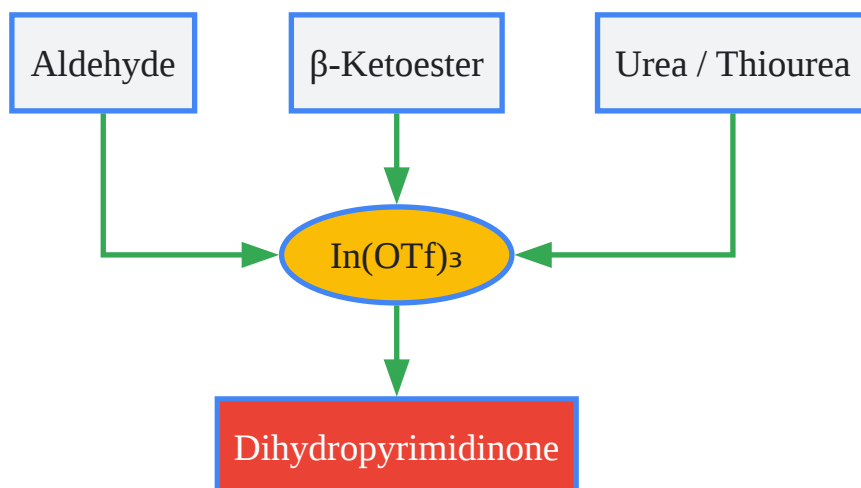 Aldehyde
β-Ketoester
Urea / Thiourea
In(OTf)₃
Dihydropyrimidinone